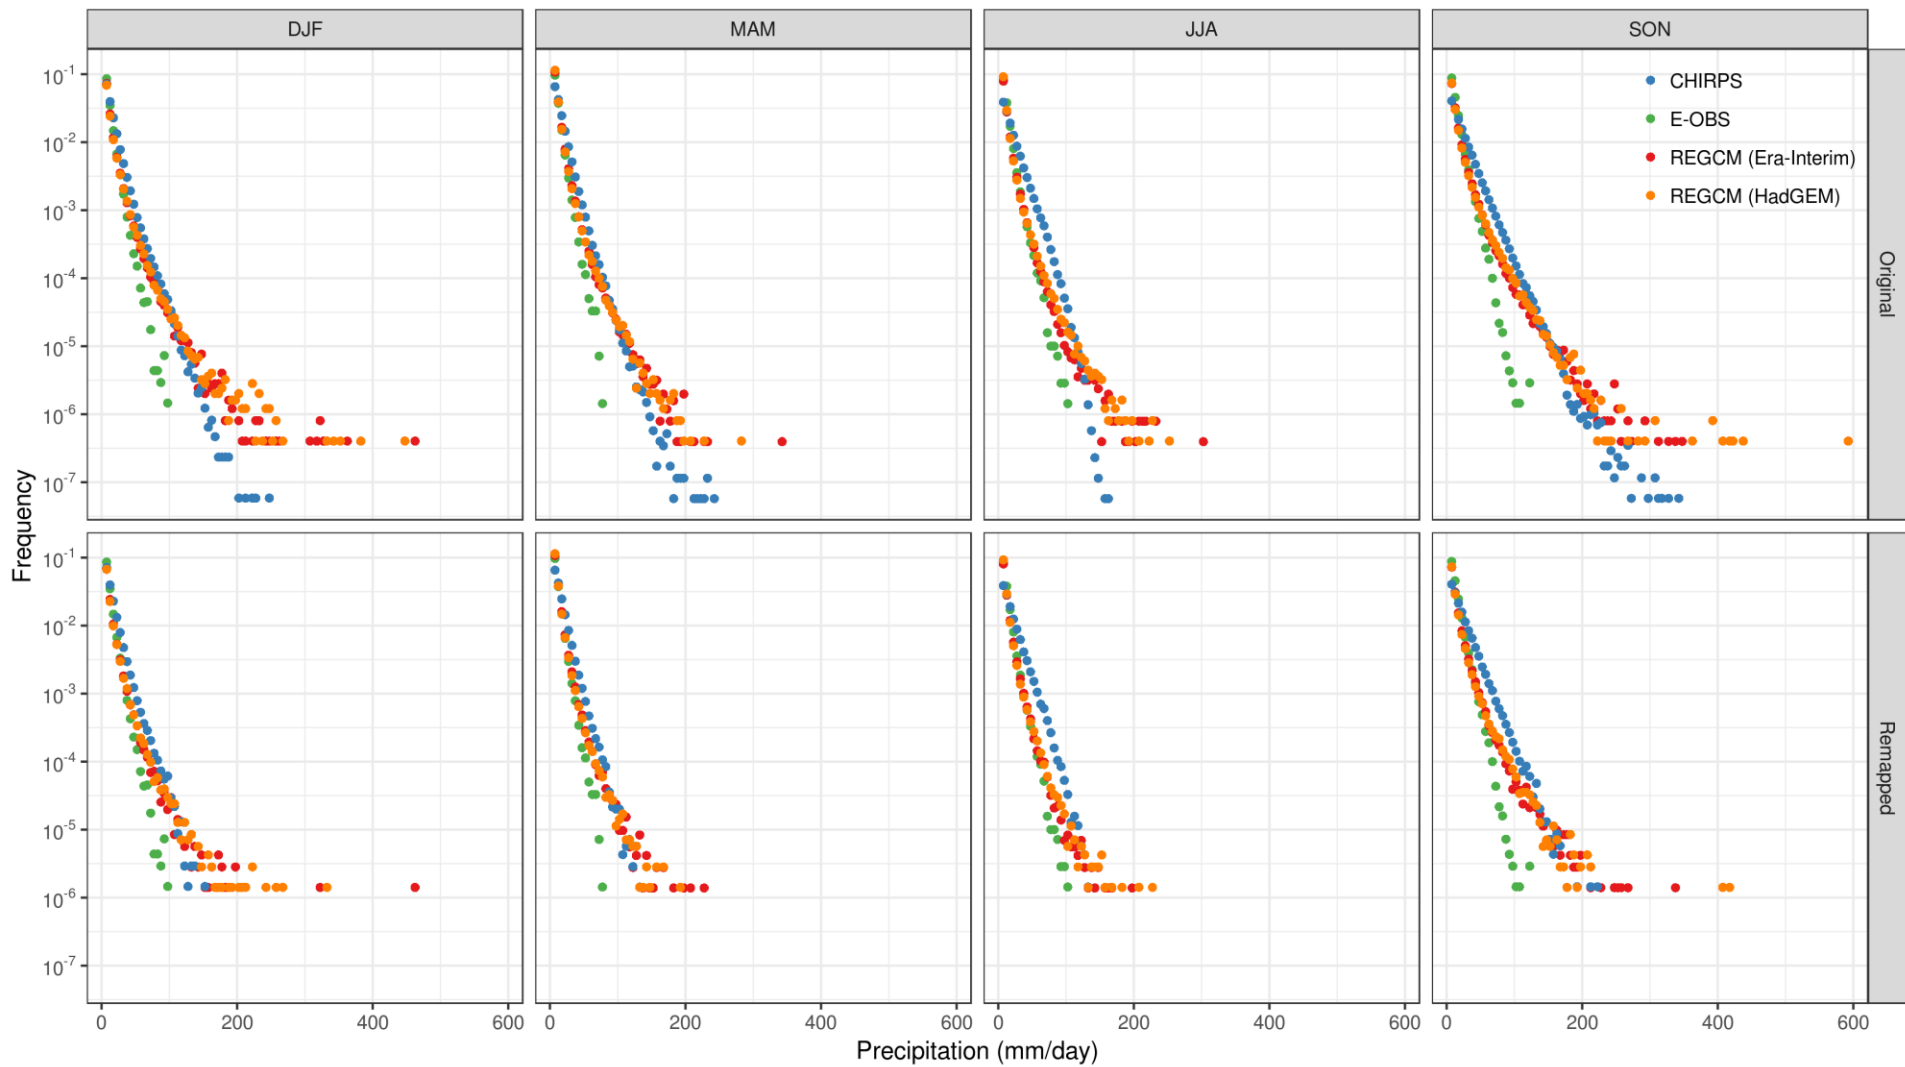 DJF MAM JJA SON
10-1
10-2
10-3
10-4
10-5
10-6
10-7
CHIRPS
E-OBS
REGCM (Era-Interim)
REGCM (HadGEM)
Original
Frequency
10-1
10-2
10-3
10-4
10-5
10-6
10-7
Remapped
0 200 400 600 0 200 400 600 0 200 400 600 0 200 400 600
Precipitation (mm/day)